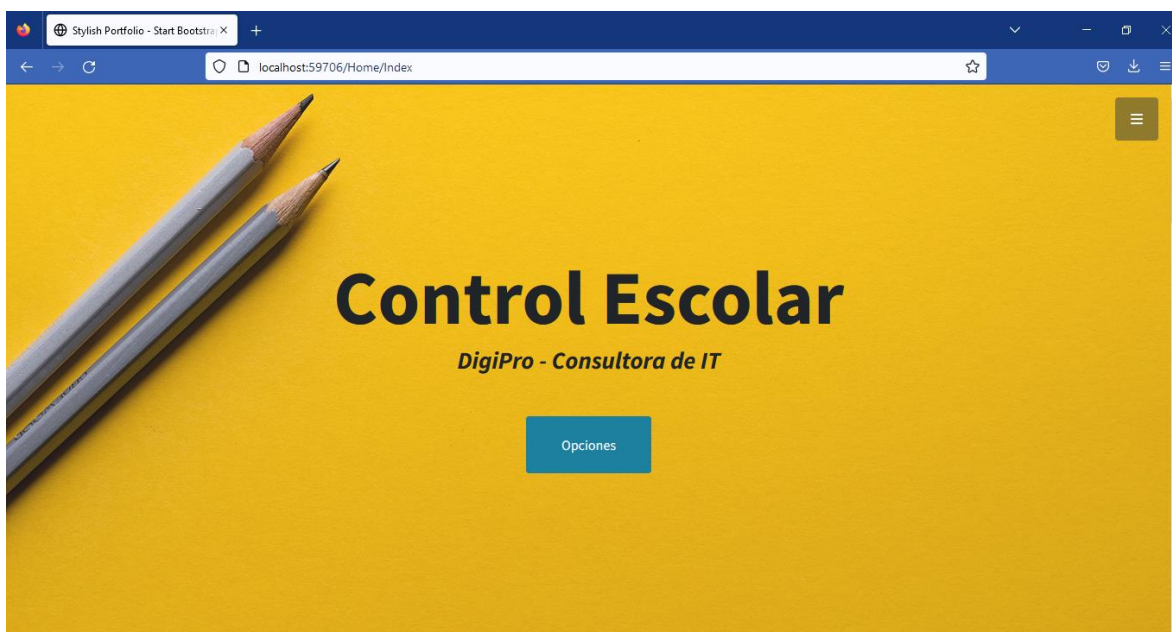 Stylish Portfolio - Start Bootstra
localhost:59706/Home/Index
Control Escolar
DigiPro - Consultora de IT
Opciones